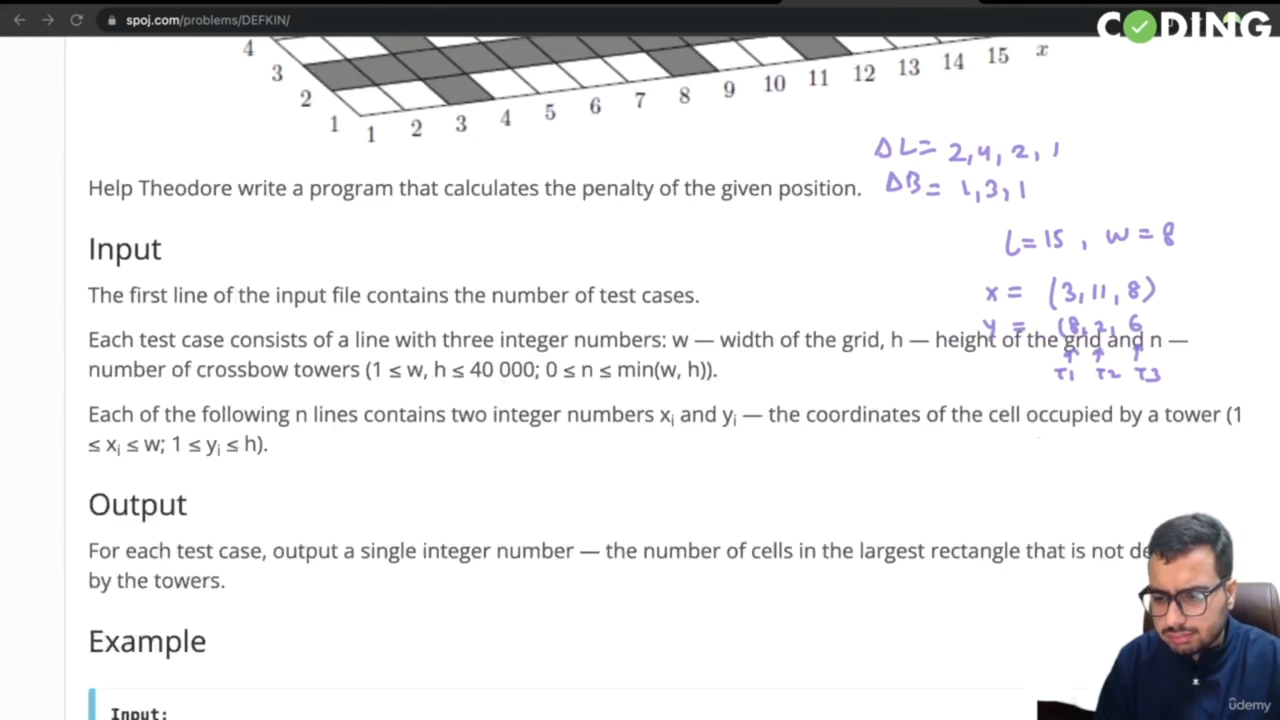 spoj.com/problems/DEFKIN/
CODING
4
3
2
1
1 2 3 4 5 6 7 8 9 10 11 12 13 14 15 x
ΔL = 2, 4, 2, 1
Help Theodore write a program that calculates the penalty of the given position.
ΔB = 1, 3, 1
Input
L = 15 , W = 8
The first line of the input file contains the number of test cases.
x = (3, 11, 8)
y = (8, 2, 6
Each test case consists of a line with three integer numbers: w — width of the grid, h — height of the grid and n —
number of crossbow towers (1 ≤ w, h ≤ 40 000; 0 ≤ n ≤ min(w, h)).
T1 T2 T3
Each of the following n lines contains two integer numbers xi and yi — the coordinates of the cell occupied by a tower (1
≤ xi ≤ w; 1 ≤ yi ≤ h).
Output
For each test case, output a single integer number — the number of cells in the largest rectangle that is not de
by the towers.
Example
Input:
ûdemy